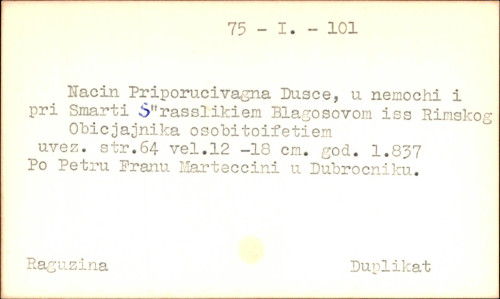 75 - I. - 101
Nacin Priporucivagna Dusce, u nemochi i
pri Smarti S"rasslikiem Blagosovom iss Rimskog
Obicjajnika osobitoifetiem
uvez. str.64 vel.12 -18 cm. god. 1.837
Po Petru Franu Marteccini u Dubrocniku.
Raguzina Duplikat